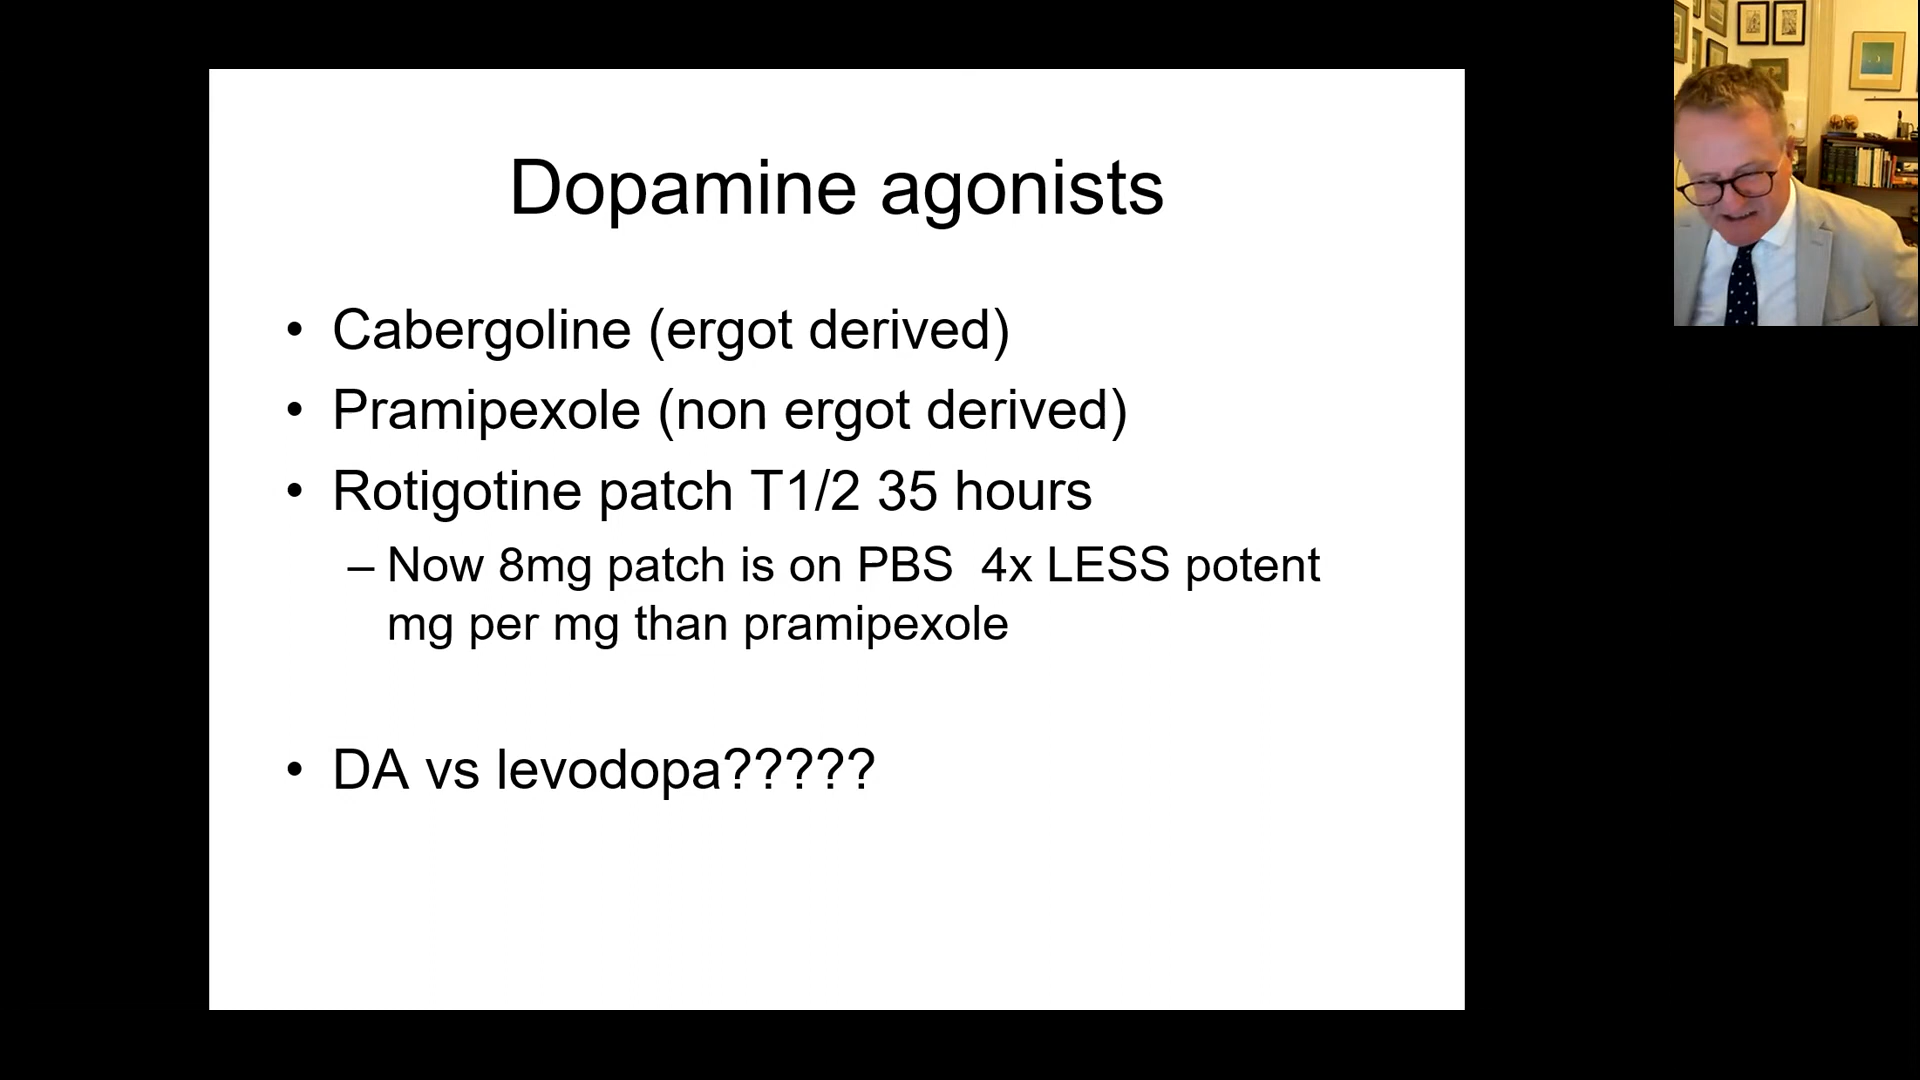 Dopamine agonists
• Cabergoline (ergot derived)
• Pramipexole (non ergot derived)
• Rotigotine patch T1/2 35 hours
– Now 8mg patch is on PBS  4x LESS potent
mg per mg than pramipexole
• DA vs levodopa?????